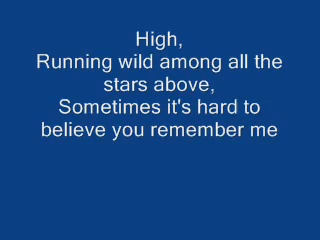 High,
Running wild among all the
stars above,
Sometimes it's hard to
believe you remember me